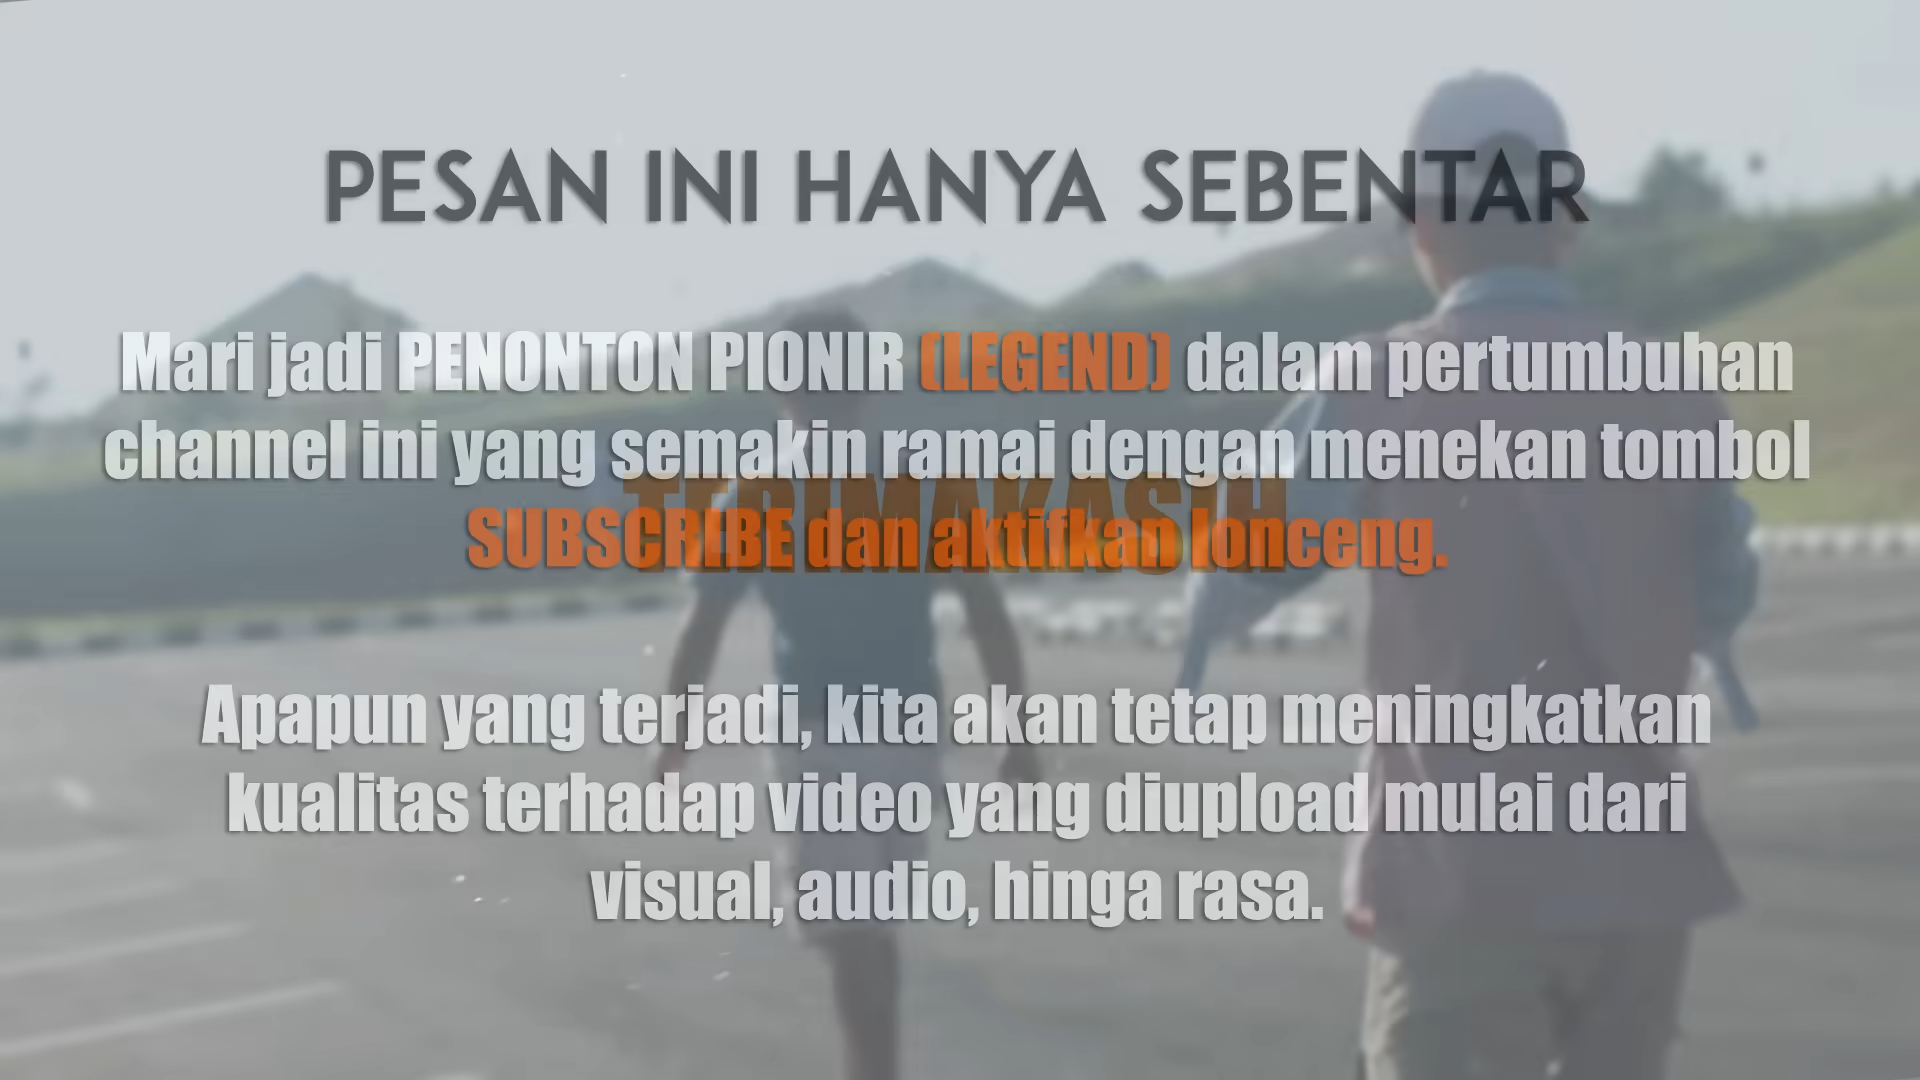 PESAN INI HANYA SEBENTAR
Mari jadi PENONTON PIONIR (LEGEND) dalam pertumbuhan
channel ini yang semakin ramai dengan menekan tombol
SUBSCRIBE dan aktifkan lonceng.
TERIMAKASIH
Apapun yang terjadi, kita akan tetap meningkatkan
kualitas terhadap video yang diupload mulai dari
visual, audio, hinga rasa.